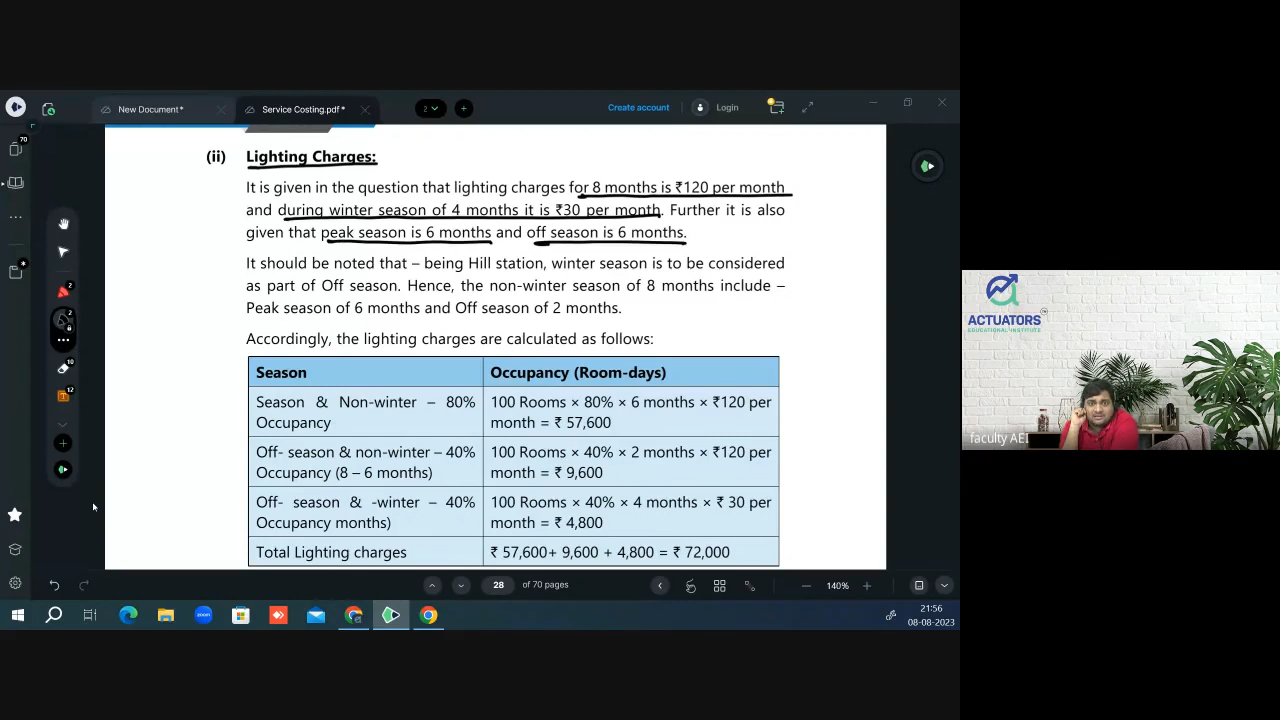 New Document*
Service Costing.pdf *
2
Create account
Login
70
(ii) Lighting Charges:
It is given in the question that lighting charges for 8 months is ₹120 per month
and during winter season of 4 months it is ₹30 per month. Further it is also
given that peak season is 6 months and off season is 6 months.
It should be noted that – being Hill station, winter season is to be considered
as part of Off season. Hence, the non-winter season of 8 months include –
Peak season of 6 months and Off season of 2 months.
Accordingly, the lighting charges are calculated as follows:
Season Occupancy (Room-days)
Season & Non-winter – 80% 100 Rooms × 80% × 6 months × ₹120 per
Occupancy month = ₹ 57,600
Off- season & non-winter – 40% 100 Rooms × 40% × 2 months × ₹120 per
Occupancy (8 – 6 months) month = ₹ 9,600
Off- season & -winter – 40% 100 Rooms × 40% × 4 months × ₹ 30 per
Occupancy months) month = ₹ 4,800
Total Lighting charges ₹ 57,600+ 9,600 + 4,800 = ₹ 72,000
2
2
10
12
28 of 70 pages
140%
zoom
21:56
08-08-2023
ACTUATORS
EDUCATIONAL INSTITUTE
faculty AEI